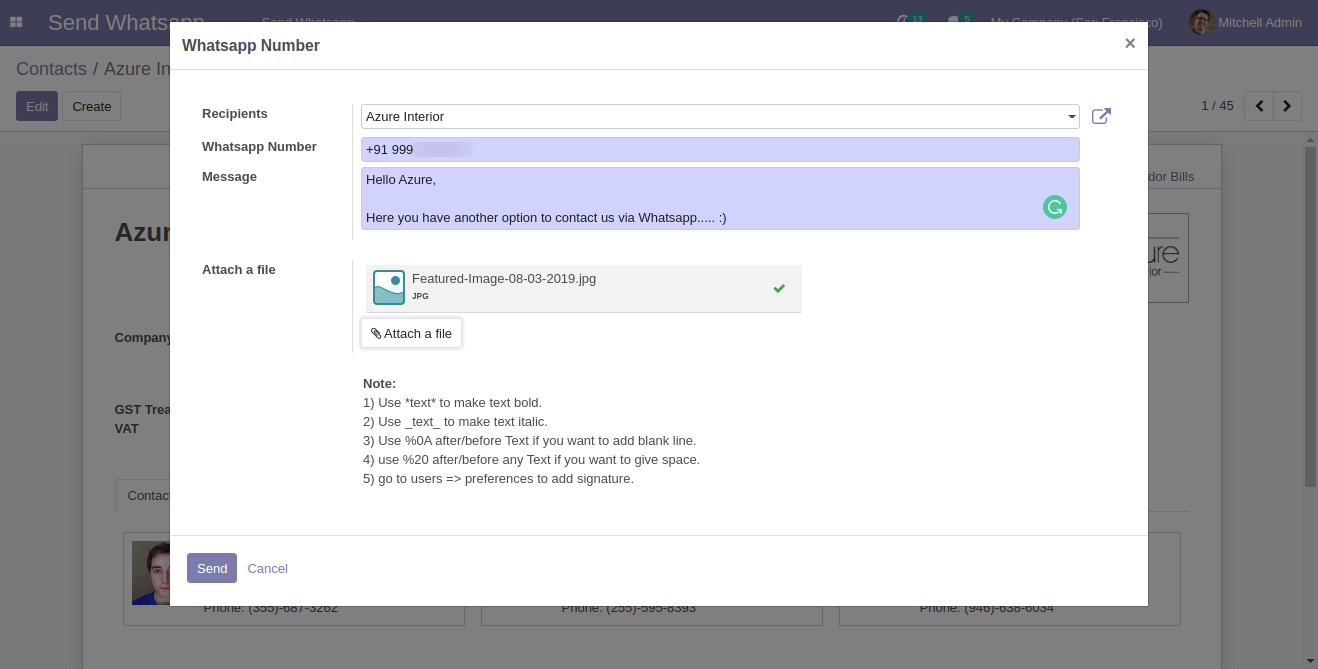 Send Whatsapp
Send Whatsapp
13
5
My Company (San Francisco)
Mitchell Admin
Contacts / Azure In
Edit
Create
1 / 45
Whatsapp Number
×
Recipients
Azure Interior
Whatsapp Number
+91 999
Message
Hello Azure,
Here you have another option to contact us via Whatsapp..... :)
Attach a file
Featured-Image-08-03-2019.jpg
JPG
Attach a file
Note:
1) Use *text* to make text bold.
2) Use _text_ to make text italic.
3) Use %0A after/before Text if you want to add blank line.
4) use %20 after/before any Text if you want to give space.
5) go to users => preferences to add signature.
Send
Cancel
dor Bills
Azur
ure
ior
Company
GST Trea
VAT
Contac
Phone: (355)-687-3262
Phone: (255)-595-8393
Phone: (946)-638-6034